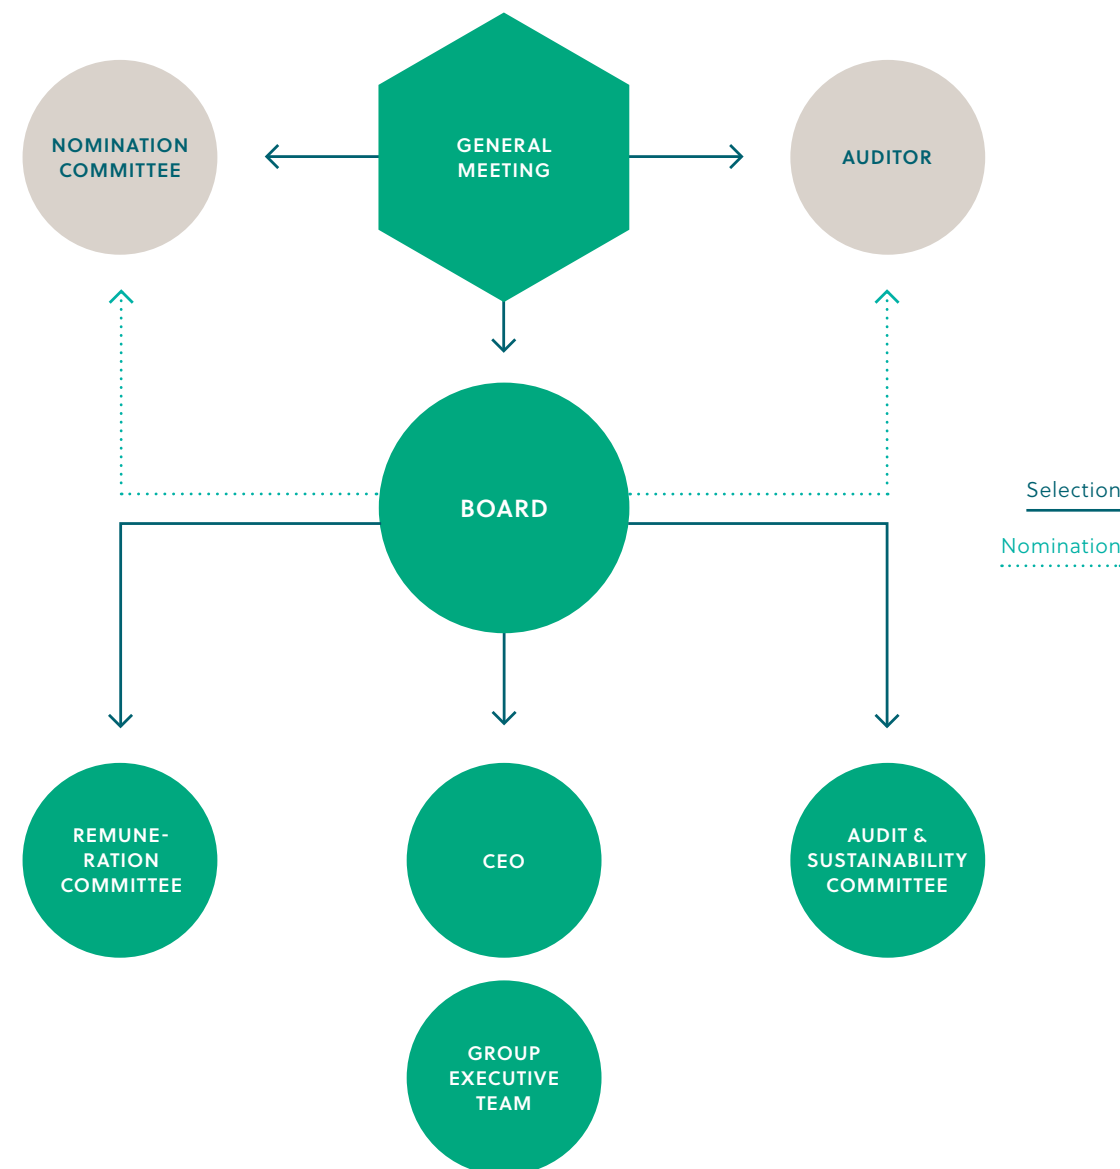 NOMINATION
COMMITTEE
GENERAL
MEETING
AUDITOR
BOARD
Selection
Nomination
REMUNE-
RATION
COMMITTEE
CEO
AUDIT &
SUSTAINABILITY
COMMITTEE
GROUP
EXECUTIVE
TEAM